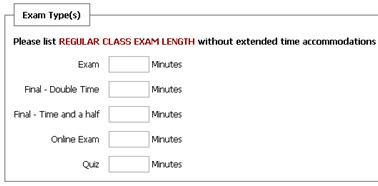 Exam Type(s)
Please list REGULAR CLASS EXAM LENGTH without extended time accommodations
Exam Minutes
Final - Double Time Minutes
Final - Time and a half Minutes
Online Exam Minutes
Quiz Minutes